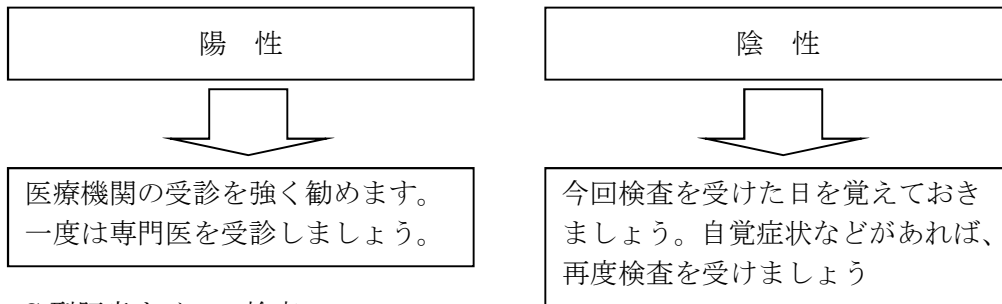 陽 性
陰 性
医療機関の受診を強く勧めます。
一度は専門医を受診しましょう。
今回検査を受けた日を覚えておき
ましょう。自覚症状などがあれば、
再度検査を受けましょう